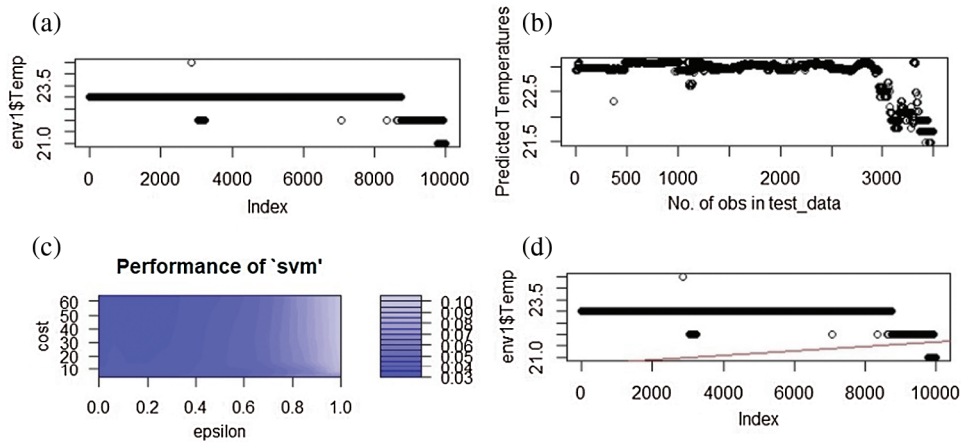 (a)
env1$Temp
23.5
21.0
0 2000 4000 6000 8000 10000
Index
(b)
Predicted Temperatures
22.5
21.5
0 500 1000 2000 3000
No. of obs in test_data
(c)
Performance of `svm'
cost
60
50
40
30
20
10
0.0 0.2 0.4 0.6 0.8 1.0
epsilon
0.10
0.09
0.08
0.07
0.06
0.05
0.04
0.03
(d)
env1$Temp
23.5
21.0
0 2000 4000 6000 8000 10000
Index